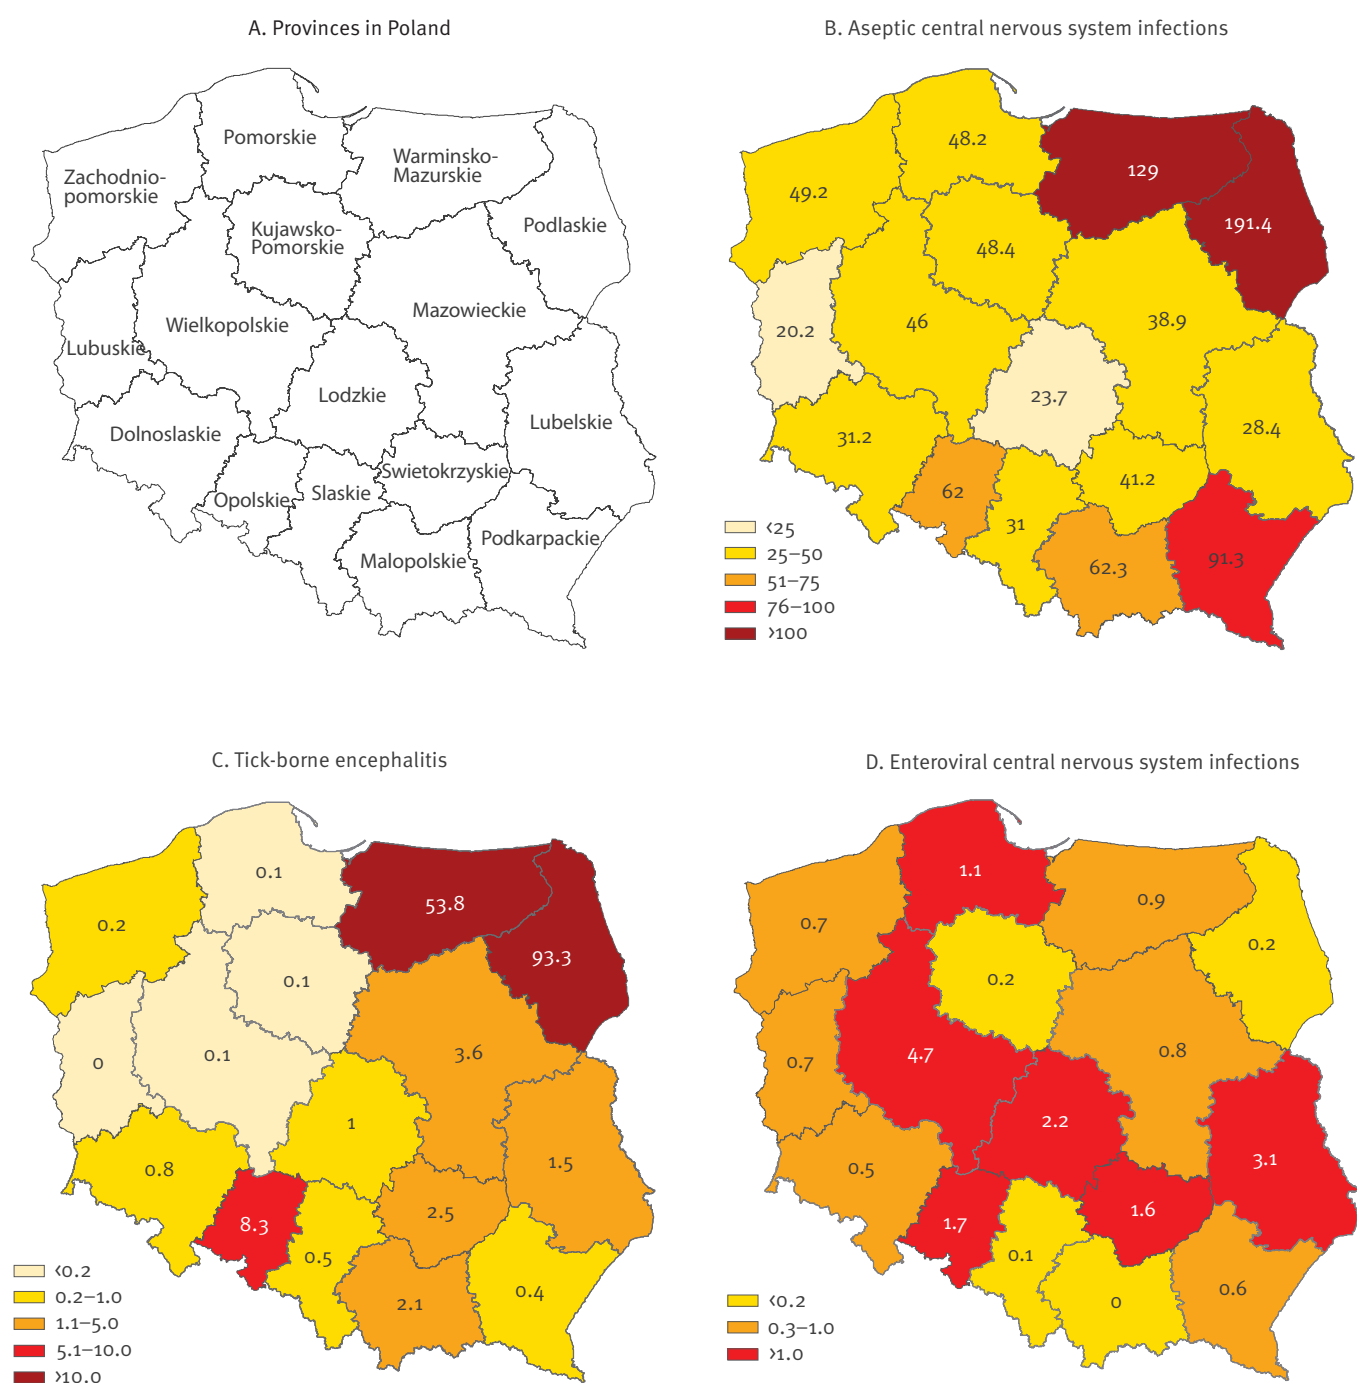 A. Provinces in Poland
Pomorskie
Warminsko-
Mazurskie
Zachodnio-
pomorskie
Kujawsko-
Pomorskie
Podlaskie
Mazowieckie
Wielkopolskie
Lubuskie
Lodzkie
Lubelskie
Dolnoslaskie
Swietokrzyskie
Opolskie
Slaskie
Podkarpackie
Malopolskie
B. Aseptic central nervous system infections
48.2
129
49.2
191.4
48.4
46
38.9
20.2
23.7
28.4
31.2
41.2
62
31
91.3
62.3
<25
25–50
51–75
76–100
>100
C. Tick-borne encephalitis
0.1
53.8
0.2
93.3
0.1
3.6
0.1
0
1
1.5
0.8
2.5
8.3
0.5
0.4
2.1
<0.2
0.2–1.0
1.1–5.0
5.1–10.0
>10.0
D. Enteroviral central nervous system infections
1.1
0.9
0.7
0.2
0.2
4.7
0.8
0.7
2.2
3.1
0.5
1.6
1.7
0.1
0.6
0
<0.2
0.3–1.0
>1.0